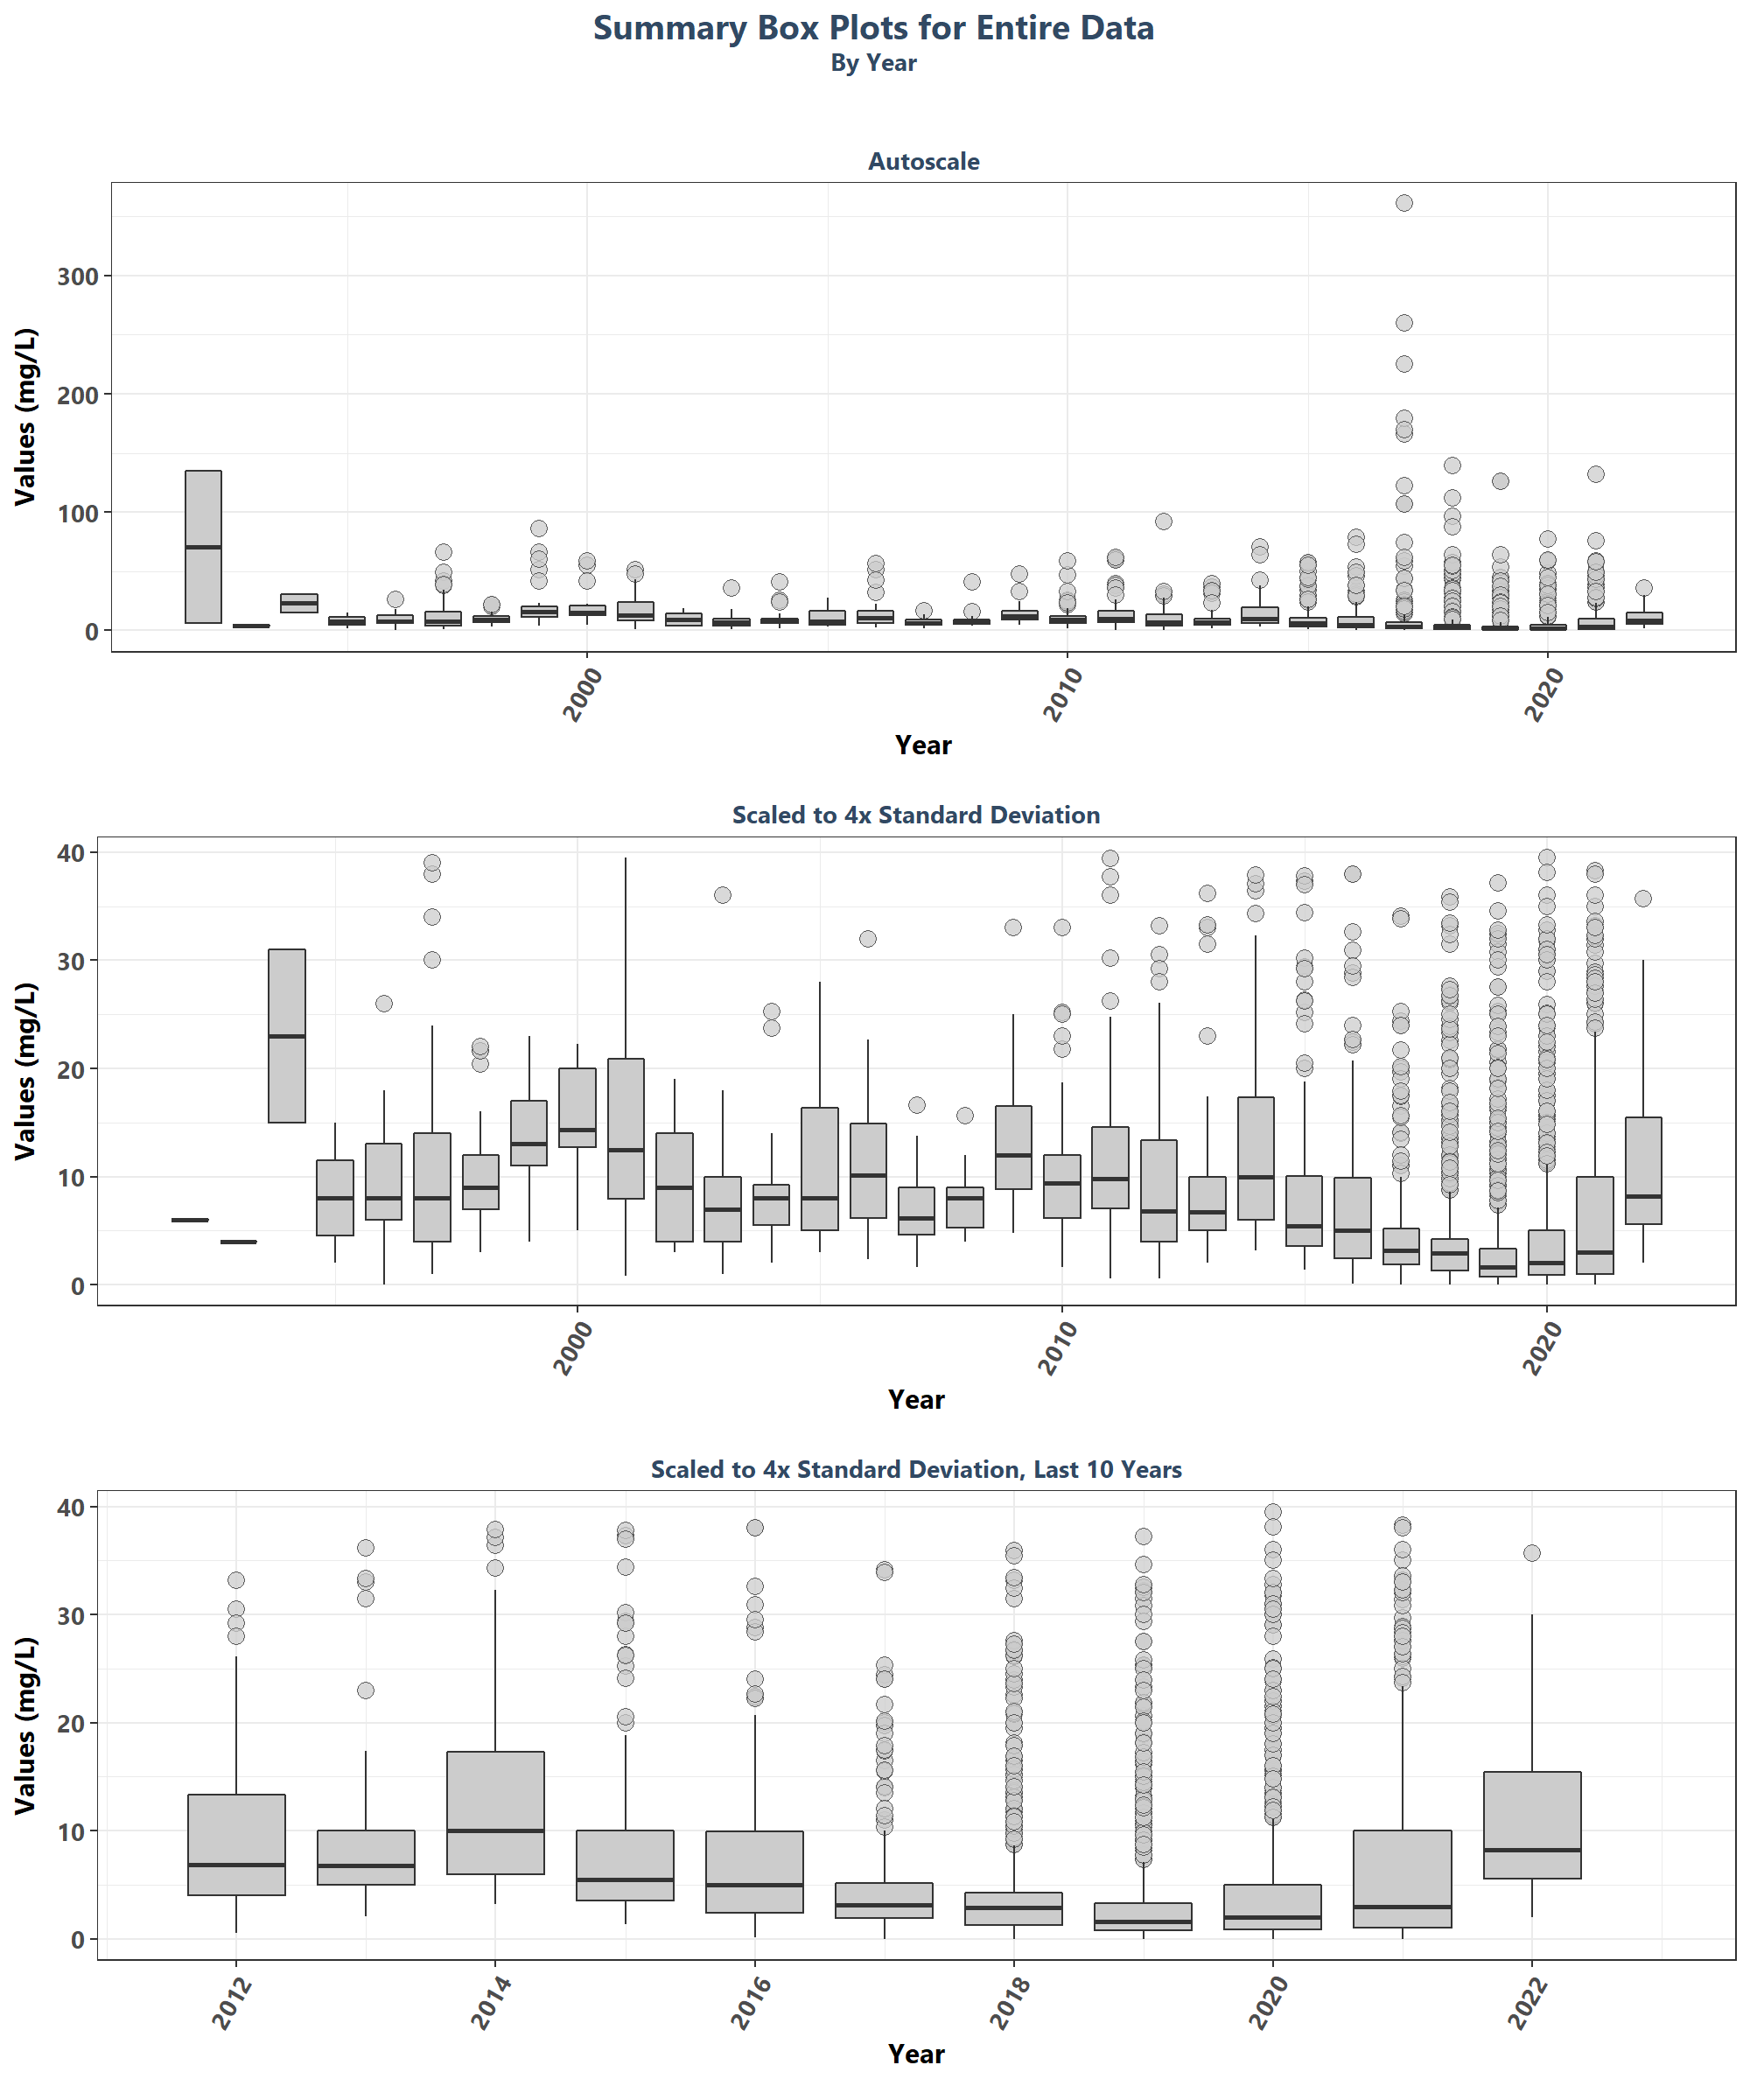 Summary Box Plots for Entire Data
By Year
Autoscale
Values (mg/L)
300
200
100
0
2000
2010
2020
Year
Scaled to 4x Standard Deviation
Values (mg/L)
40
30
20
10
0
2000
2010
2020
Year
Scaled to 4x Standard Deviation, Last 10 Years
Values (mg/L)
40
30
20
10
0
2012
2014
2016
2018
2020
2022
Year